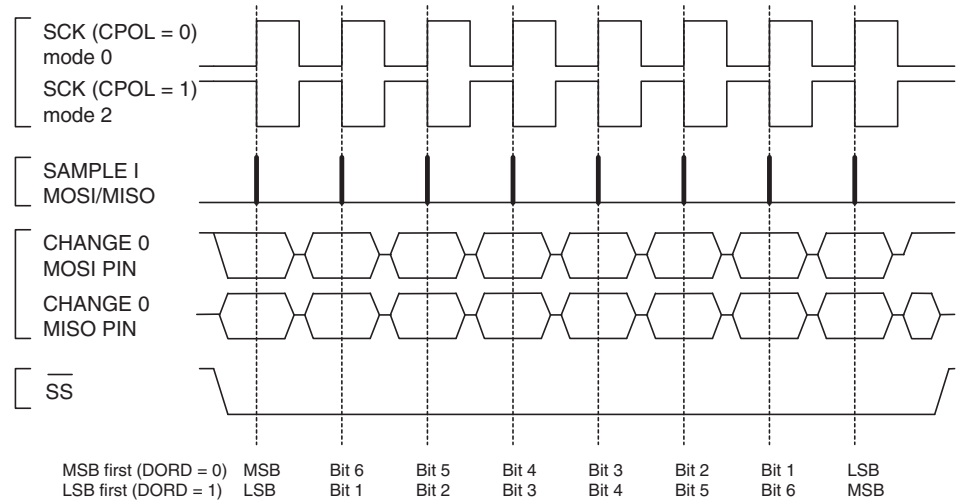 SCK (CPOL = 0)
mode 0
SCK (CPOL = 1)
mode 2
SAMPLE I
MOSI/MISO
CHANGE 0
MOSI PIN
CHANGE 0
MISO PIN
SS
MSB first (DORD = 0) MSB Bit 6 Bit 5 Bit 4 Bit 3 Bit 2 Bit 1 LSB
LSB first (DORD = 1) LSB Bit 1 Bit 2 Bit 3 Bit 4 Bit 5 Bit 6 MSB